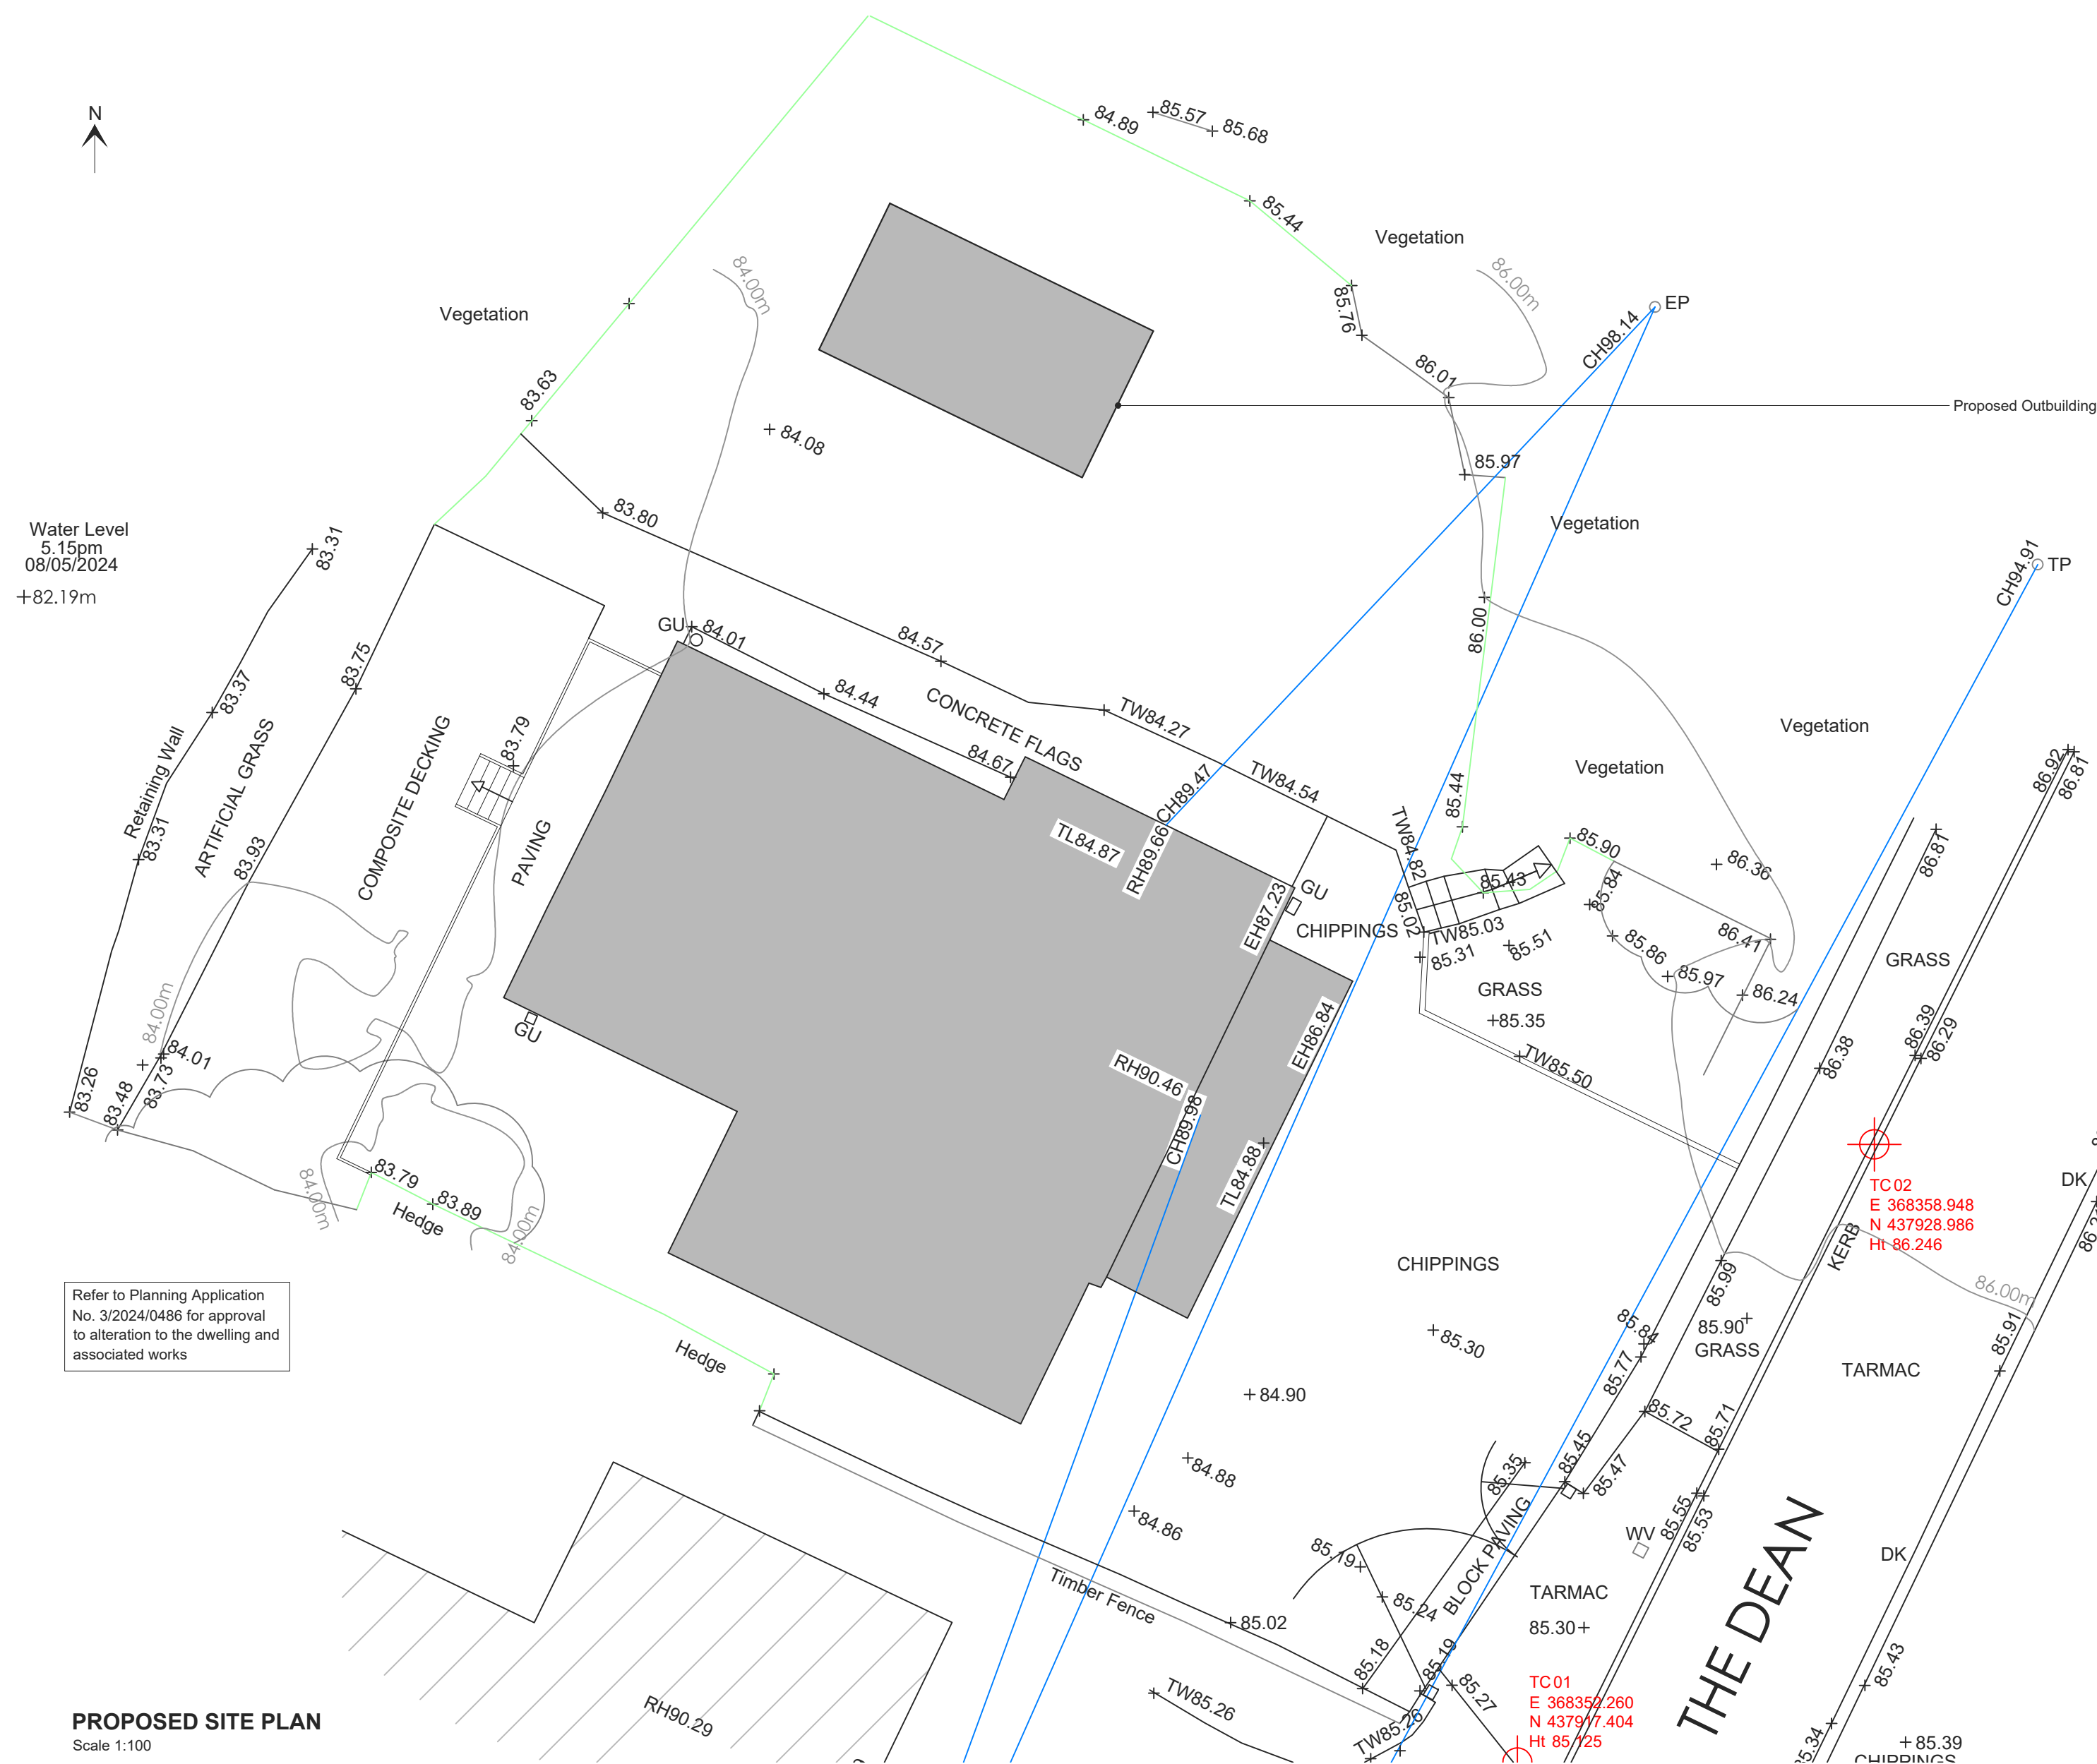 N
84.89
85.57
85.68
85.44
Vegetation
84.00m
86.00m
Vegetation
85.76
EP
CH98.14
86.01
Proposed Outbuilding
83.63
84.08
85.97
83.80
Vegetation
Water Level
5.15pm
08/05/2024
+82.19m
83.31
CH94.91
TP
GU
84.01
84.57
86.00
83.75
83.37
84.44
CONCRETE FLAGS
TW84.27
Vegetation
83.79
84.67
CH89.47
TW84.54
Vegetation
86.92
86.81
Retaining Wall
ARTIFICIAL GRASS
COMPOSITE DECKING
PAVING
TL84.87
RH89.66
85.44
TW84.82
85.90
86.36
86.81
83.31
83.93
85.43
85.84
GU
EH87.23
CHIPPINGS
85.02
TW85.03
85.31
85.51
85.86
86.41
GRASS
85.97
86.24
84.00m
GRASS
85.35
GU
84.01
EH86.84
TW85.50
86.38
86.39
86.29
83.26
83.48
83.73
RH90.46
CH89.98
TL84.88
83.79
83.89
Hedge
84.00m
84.00m
TC02
E 368358.948
N 437928.986
Ht 86.246
DK
KERB
CHIPPINGS
85.99
86.00m
Refer to Planning Application
No. 3/2024/0486 for approval
to alteration to the dwelling and
associated works
Hedge
85.30
85.84
85.77
85.90
GRASS
85.91
TARMAC
84.90
85.72
85.71
84.88
85.35
85.45
85.47
84.86
BLOCK PAVING
85.55
85.53
WV
DK
85.19
Timber Fence
85.24
TARMAC
85.30
THE DEAN
85.02
85.18
85.19
85.27
85.43
TC01
E 368352.260
N 437917.404
Ht 85.125
RH90.29
TW85.26
TW85.26
85.34
85.39
CHIPPINGS
PROPOSED SITE PLAN
Scale 1:100